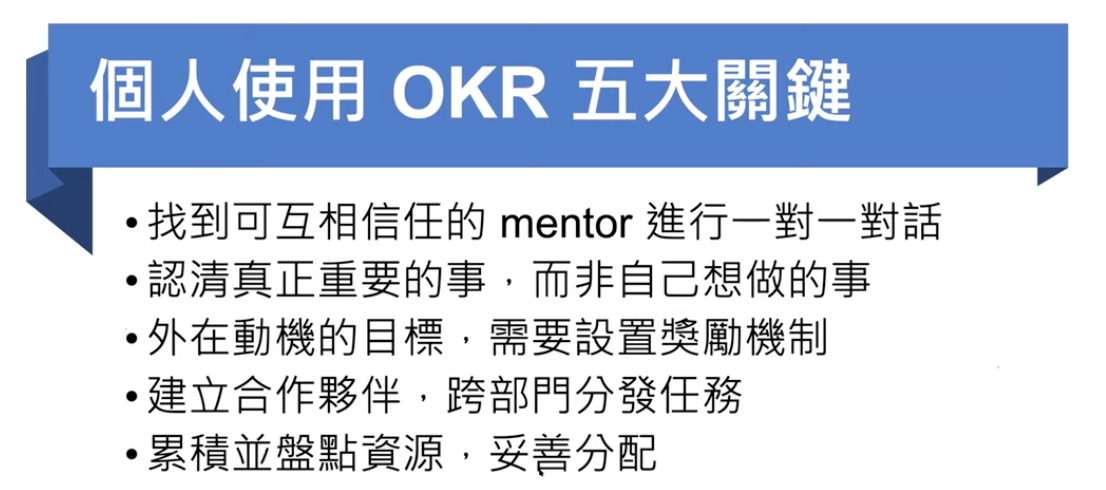 個人使用 OKR 五大關鍵
•找到可互相信任的 mentor 進行一對一對話
•認清真正重要的事，而非自己想做的事
•外在動機的目標，需要設置獎勵機制
•建立合作夥伴，跨部門分發任務
•累積並盤點資源，妥善分配